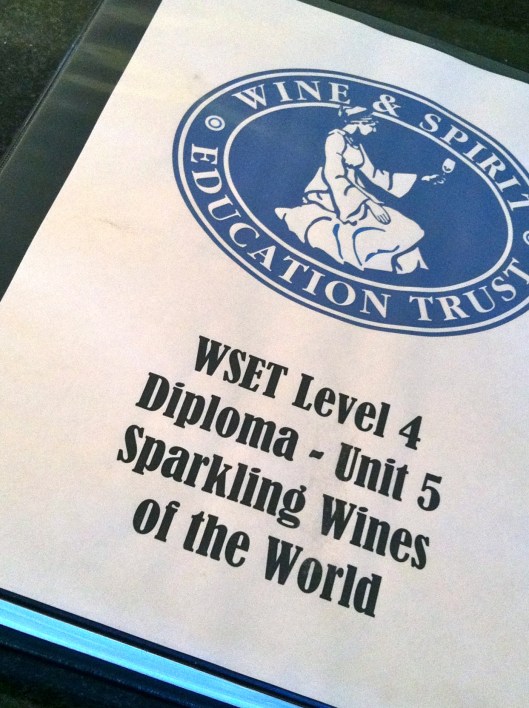 WINE & SPIRIT
EDUCATION TRUST
WSET Level 4
Diploma - Unit 5
Sparkling Wines
of the World